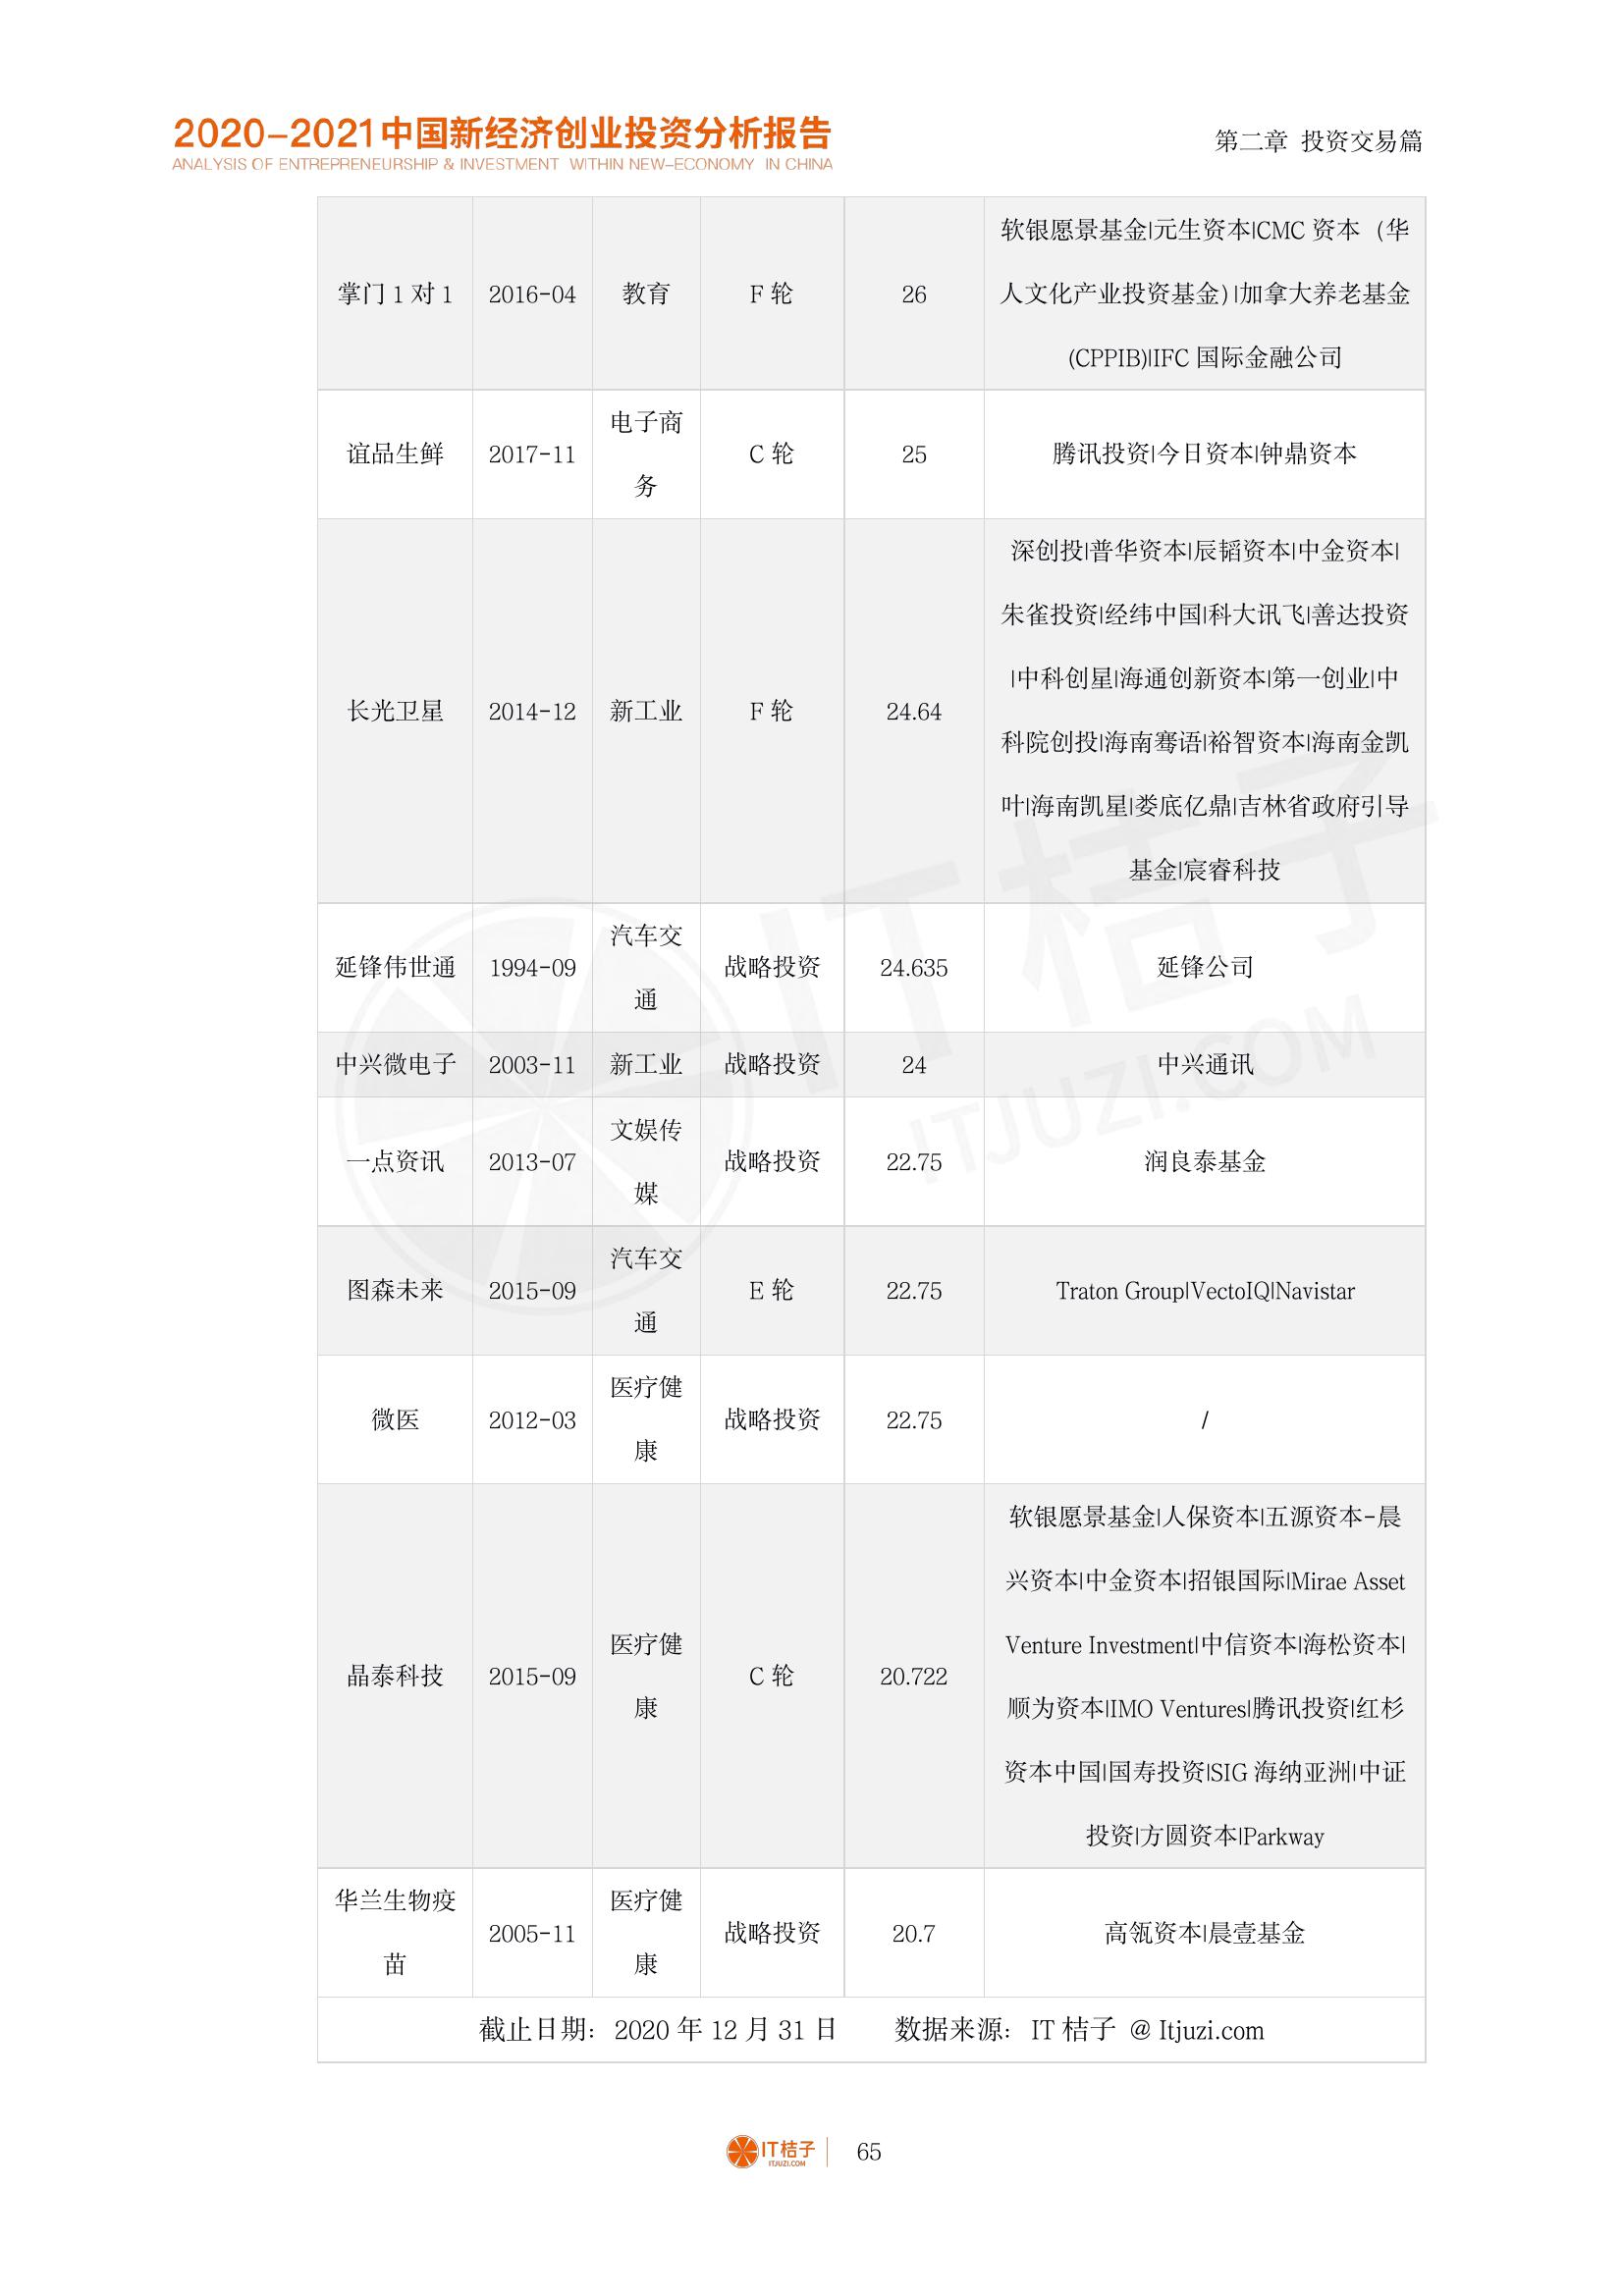 2020-2021中国新经济创业投资分析报告
ANALYSIS OF ENTREPRENEURSHIP & INVESTMENT WITHIN NEW-ECONOMY IN CHINA
第二章 投资交易篇
掌门 1 对 1
2016-04
教育
F 轮
26
软银愿景基金|元生资本|CMC 资本（华
人文化产业投资基金)|加拿大养老基金
(CPPIB)|IFC 国际金融公司
谊品生鲜
2017-11
电子商
务
C 轮
25
腾讯投资|今日资本|钟鼎资本
长光卫星
2014-12
新工业
F 轮
24.64
深创投|普华资本|辰韬资本|中金资本|
朱雀投资|经纬中国|科大讯飞|善达投资
|中科创星|海通创新资本|第一创业|中
科院创投|海南骞语|裕智资本|海南金凯
叶|海南凯星|娄底亿鼎|吉林省政府引导
基金|宸睿科技
延锋伟世通
1994-09
汽车交
通
战略投资
24.635
延锋公司
中兴微电子
2003-11
新工业
战略投资
24
中兴通讯
一点资讯
2013-07
文娱传
媒
战略投资
22.75
润良泰基金
图森未来
2015-09
汽车交
通
E 轮
22.75
Traton Group|VectoIQ|Navistar
微医
2012-03
医疗健
康
战略投资
22.75
/
晶泰科技
2015-09
医疗健
康
C 轮
20.722
软银愿景基金|人保资本|五源资本-晨
兴资本|中金资本|招银国际|Mirae Asset
Venture Investment|中信资本|海松资本|
顺为资本|IMO Ventures|腾讯投资|红杉
资本中国|国寿投资|SIG 海纳亚洲|中证
投资|方圆资本|Parkway
华兰生物疫
苗
2005-11
医疗健
康
战略投资
20.7
高瓴资本|晨壹基金
截止日期：2020 年 12 月 31 日 数据来源：IT 桔子 @ Itjuzi.com
IT桔子
ITJUZI.COM
IT桔子
ITJUZI.COM
65